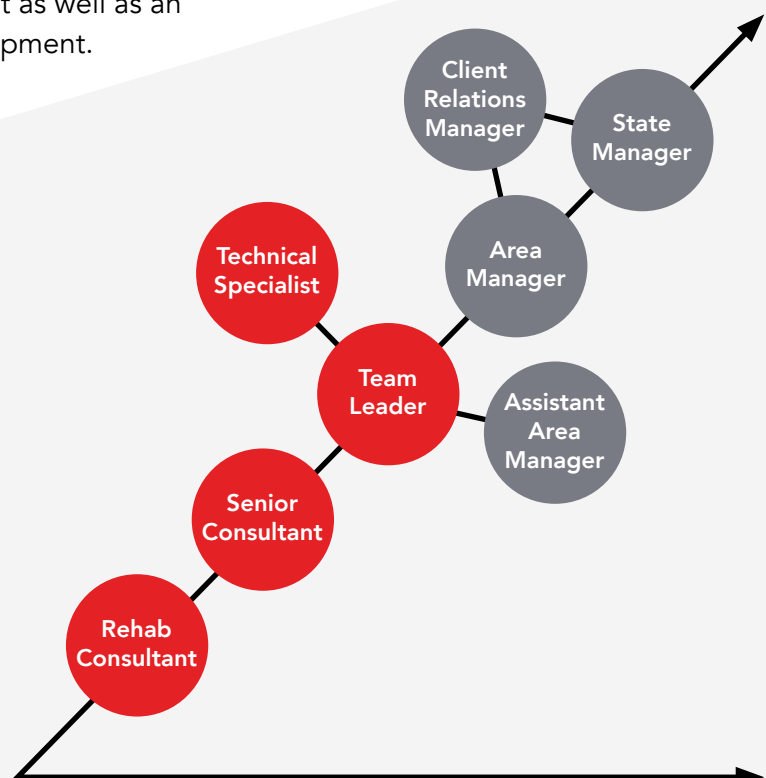 t as well as an
pment.
Client
Relations
Manager
State
Manager
Area
Manager
Technical
Specialist
Team
Leader
Assistant
Area
Manager
Senior
Consultant
Rehab
Consultant